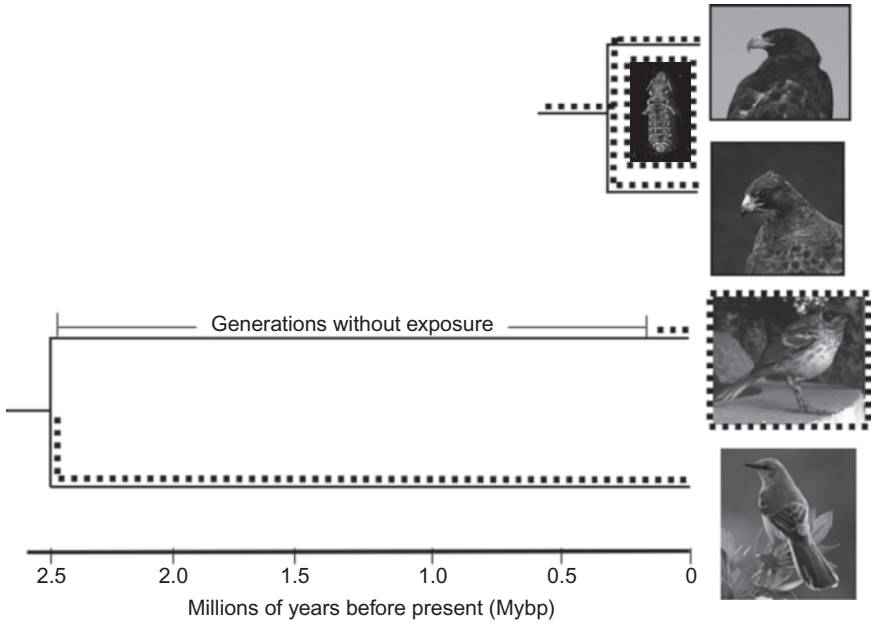 Generations without exposure
2.5 2.0 1.5 1.0 0.5 0
Millions of years before present (Mybp)